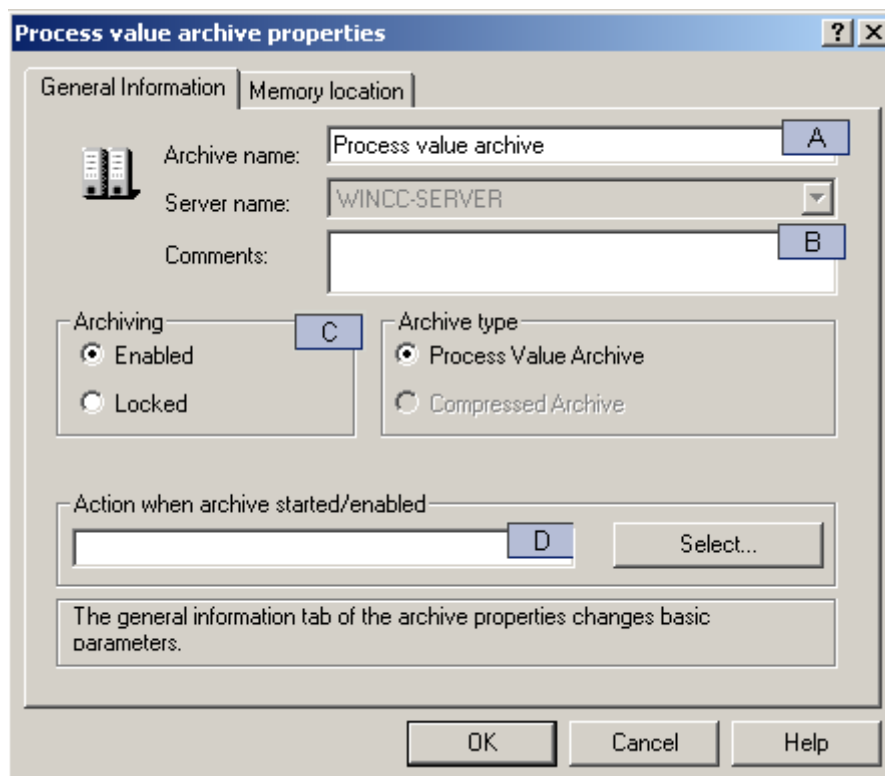 Process value archive properties
General Information
Memory location
Archive name:
Process value archive
A
Server name:
WINCC-SERVER
Comments:
B
Archiving
C
Enabled
Locked
Archive type
Process Value Archive
Compressed Archive
Action when archive started/enabled
D
Select...
The general information tab of the archive properties changes basic
parameters.
OK
Cancel
Help